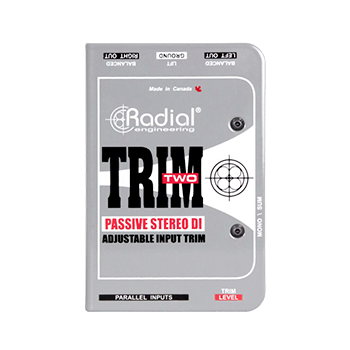 BALANCED
RIGHT OUT
LIFT
GROUND
BALANCED
LEFT OUT
Made in Canada
Radial®
engineering
TRIM
TWO
PASSIVE STEREO DI
ADJUSTABLE INPUT TRIM
MONO \ SUM
PARALLEL INPUTS
TRIM
LEVEL